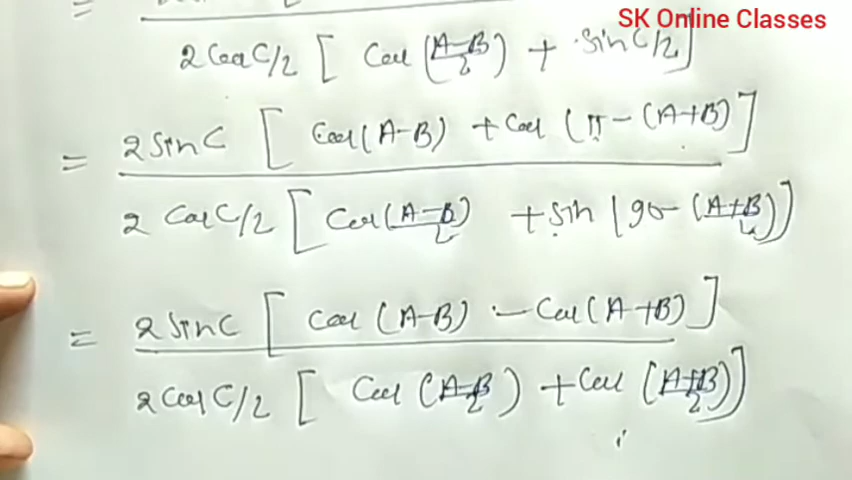 SK Online Classes
=
2 Cos C/2 [ Cos (A-B/2) + Sin C/2 ]
= 2 Sin C [ Cos (A-B) + Cos (π - (A+B) ]
2 Cos C/2 [ Cos (A-B/2) + Sin (90 - (A+B/2)) ]
= 2 Sin C [ Cos (A-B) - Cos (A+B) ]
2 Cos C/2 [ Cos (A-B/2) + Cos (A+B/2) ]